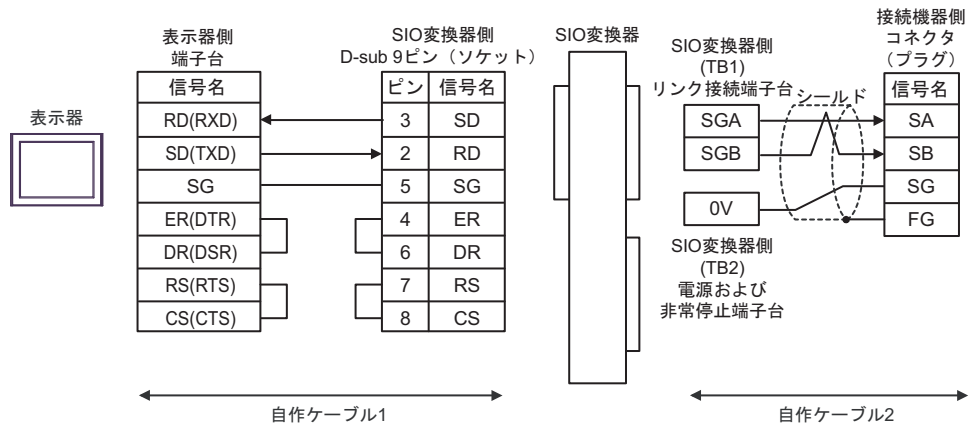 表示器
表示器側
端子台
信号名
RD(RXD)
SD(TXD)
SG
ER(DTR)
DR(DSR)
RS(RTS)
CS(CTS)
SIO変換器側
D-sub 9ピン（ソケット）
ピン 信号名
3 SD
2 RD
5 SG
4 ER
6 DR
7 RS
8 CS
自作ケーブル1
SIO変換器
SIO変換器側
(TB1)
リンク接続端子台
SGA
SGB
0V
SIO変換器側
(TB2)
電源および
非常停止端子台
シールド
接続機器側
コネクタ
（プラグ）
信号名
SA
SB
SG
FG
自作ケーブル2